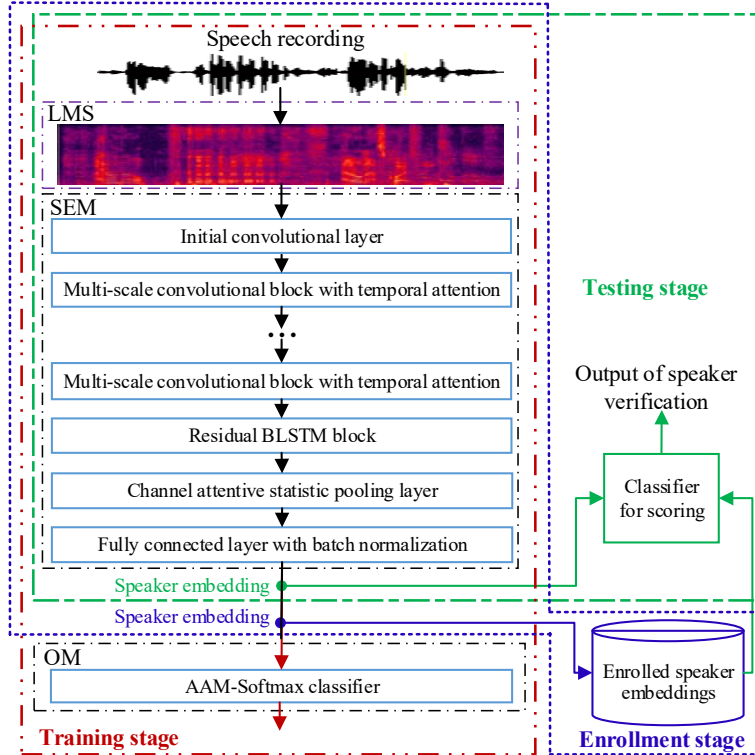 Speech recording
LMS
SEM
Initial convolutional layer
Multi-scale convolutional block with temporal attention
...
Multi-scale convolutional block with temporal attention
Residual BLSTM block
Channel attentive statistic pooling layer
Fully connected layer with batch normalization
Speaker embedding
Speaker embedding
OM
AAM-Softmax classifier
Training stage
Testing stage
Output of speaker
verification
Classifier
for scoring
Enrolled speaker
embeddings
Enrollment stage